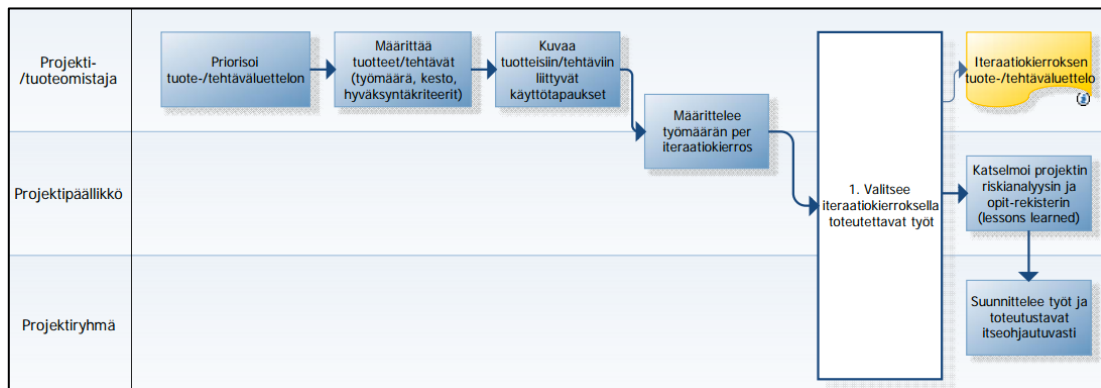 Projekti-
/tuoteomistaja
Priorisoi
tuote-/tehtäväluettelon
Määrittää
tuotteet/tehtävät
(työmäärä, kesto,
hyväksyntäkriteerit)
Kuvaa
tuotteisiin/tehtäviin
liittyvät
käyttötapaukset
Määrittelee
työmäärän per
iteraatiokierros
1. Valitsee
iteraatiokierroksella
toteutettavat työt
Iteraatiokierroksen
tuote-/tehtäväluettelo
Projektipäällikkö
Katselmoi projektin
riskianalyysin ja
opit-rekisterin
(lessons learned)
Projektiryhmä
Suunnittelee työt ja
toteutustavat
itseohjautuvasti